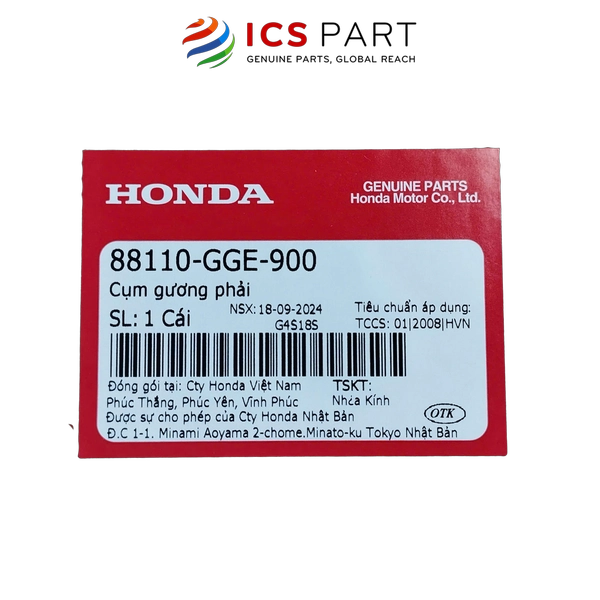 ICS PART
GENUINE PARTS, GLOBAL REACH
HONDA
GENUINE PARTS
Honda Motor Co., Ltd.
88110-GGE-900
Cụm gương phải
NSX: 18-09-2024
Tiêu chuẩn áp dụng:
SL: 1 Cái
G4S18S
TCCS: 01|2008|HVN
Đóng gói tại: Cty Honda Việt Nam
TSKT:
Phúc Thắng, Phúc Yên, Vĩnh Phúc
Nhựa Kính
Được sự cho phép của Cty Honda Nhật Bản
OTK
Đ.C 1-1. Minami Aoyama 2-chome.Minato-ku Tokyo Nhật Bản